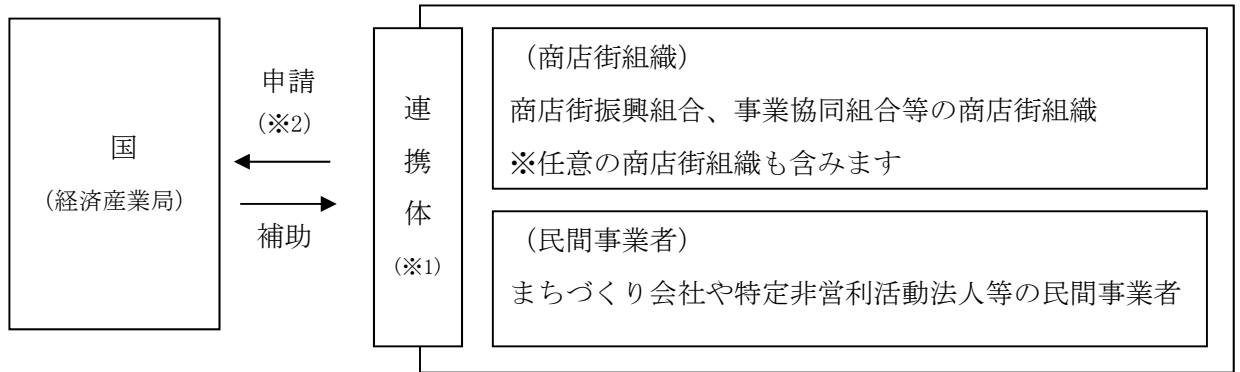 国
(経済産業局)
申請
(※2)
補助
連携体
(※1)
(商店街組織)
商店街振興組合、事業協同組合等の商店街組織
※任意の商店街組織も含みます
(民間事業者)
まちづくり会社や特定非営利活動法人等の民間事業者